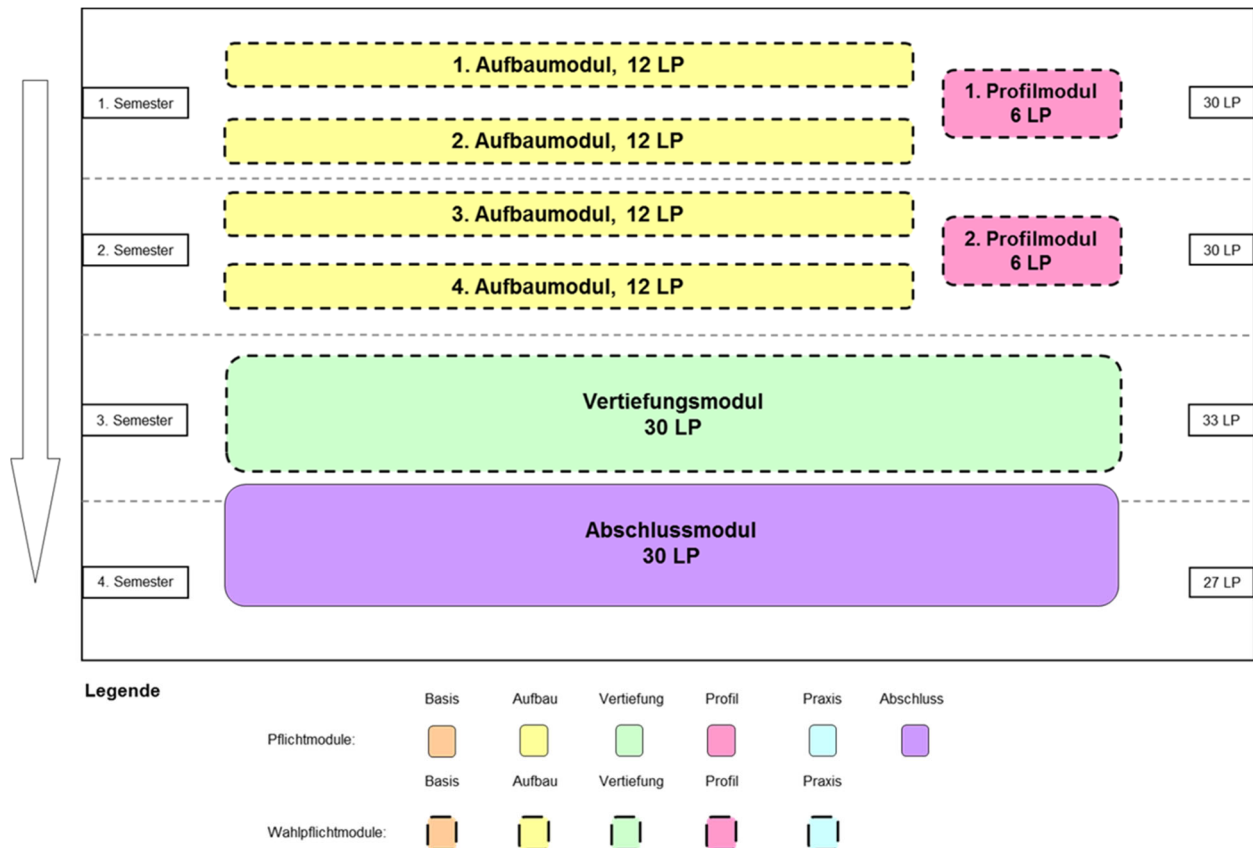 1. Aufbaumodul, 12 LP
1. Semester
1. Profilmodul
6 LP
30 LP
2. Aufbaumodul, 12 LP
3. Aufbaumodul, 12 LP
2. Semester
2. Profilmodul
6 LP
30 LP
4. Aufbaumodul, 12 LP
3. Semester
Vertiefungsmodul
30 LP
33 LP
Abschlussmodul
30 LP
4. Semester
27 LP
Legende
Basis Aufbau Vertiefung Profil Praxis Abschluss
Pflichtmodule:
Basis Aufbau Vertiefung Profil Praxis
Wahlpflichtmodule: